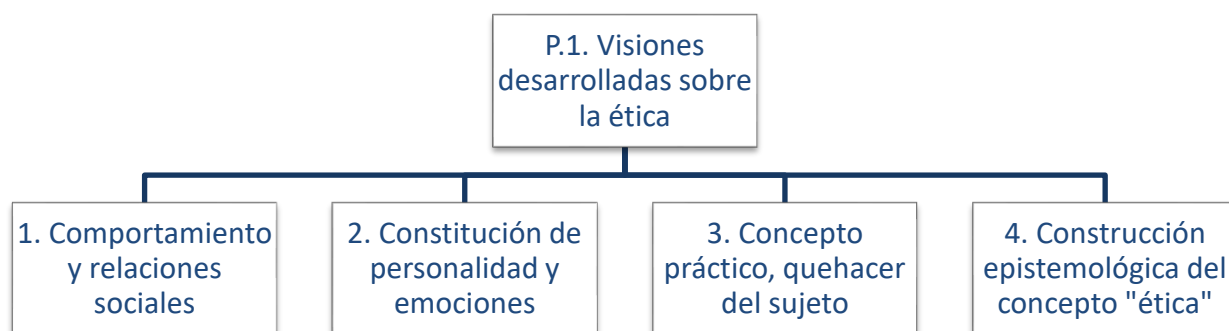 P.1. Visiones
desarrolladas sobre
la ética
1. Comportamiento
y relaciones
sociales
2. Constitución de
personalidad y
emociones
3. Concepto
práctico, quehacer
del sujeto
4. Construcción
epistemológica del
concepto "ética"